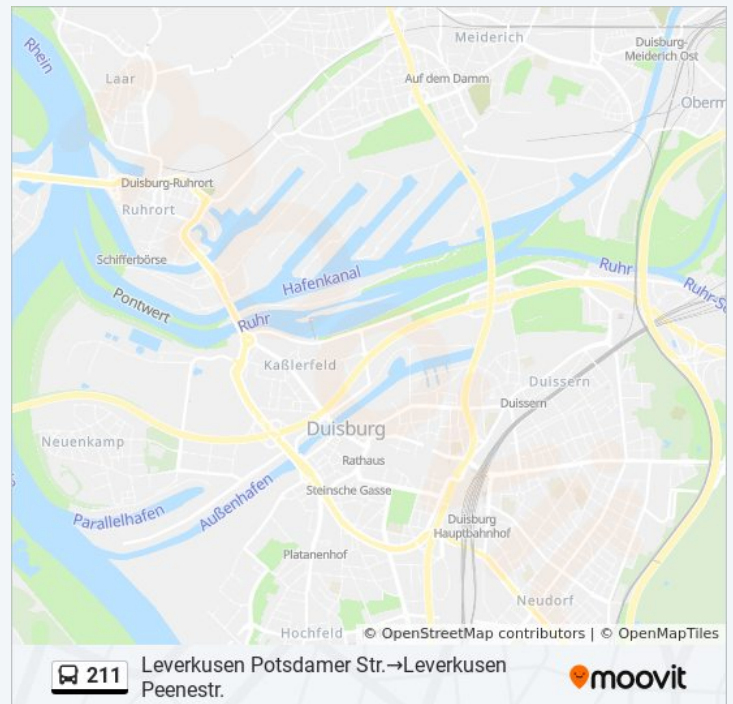 Rhein
Laar
Meiderich
Duisburg-
Meiderich Ost
Auf dem Damm
Oberm
Duisburg-Ruhrort
Ruhrort
Schifferbörse
Hafenkanal
Ruhr
Ruhr-S
Pontwert
Ruhr
Kaßlerfeld
Duissern
Duissern
Duisburg
Neuenkamp
Rathaus
Steinsche Gasse
Außenhafen
Parallelhafen
Duisburg
Hauptbahnhof
Platanenhof
Neudorf
Hochfeld
© OpenStreetMap contributors | © OpenMapTiles
211
Leverkusen Potsdamer Str.→Leverkusen
Peenestr.
moovit